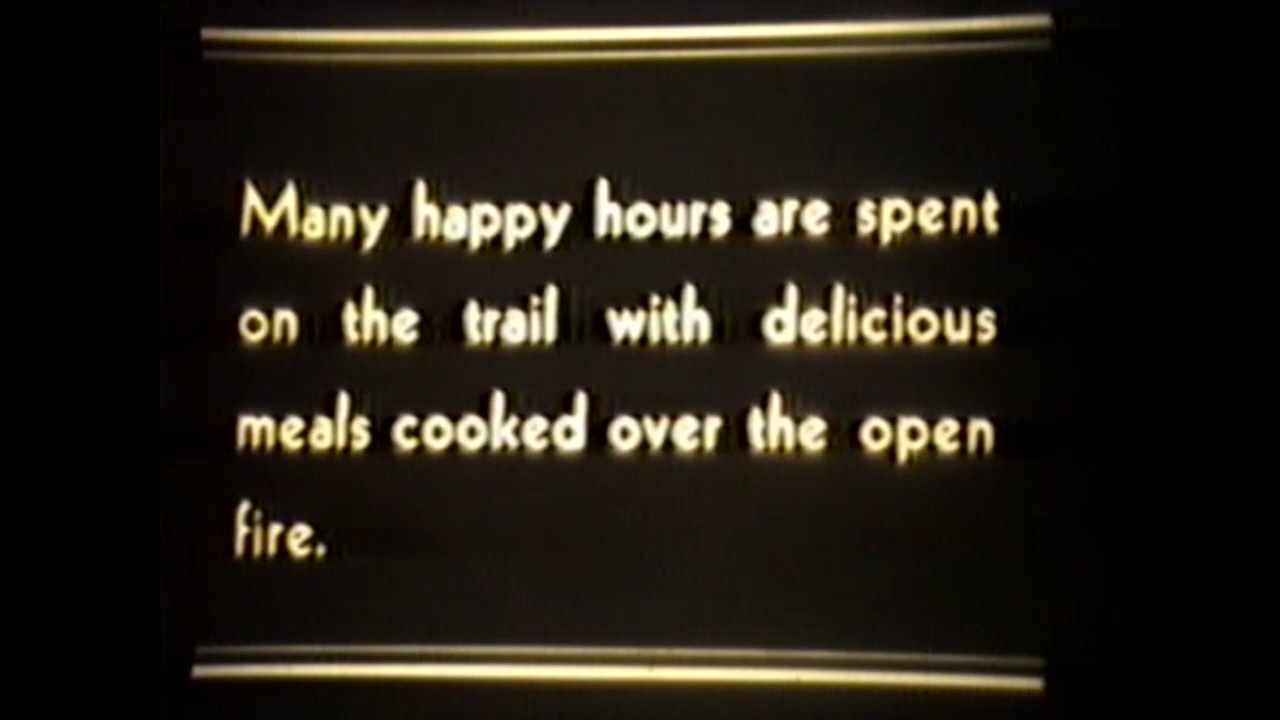 Many happy hours are spent
on the trail with delicious
meals cooked over the open
fire.